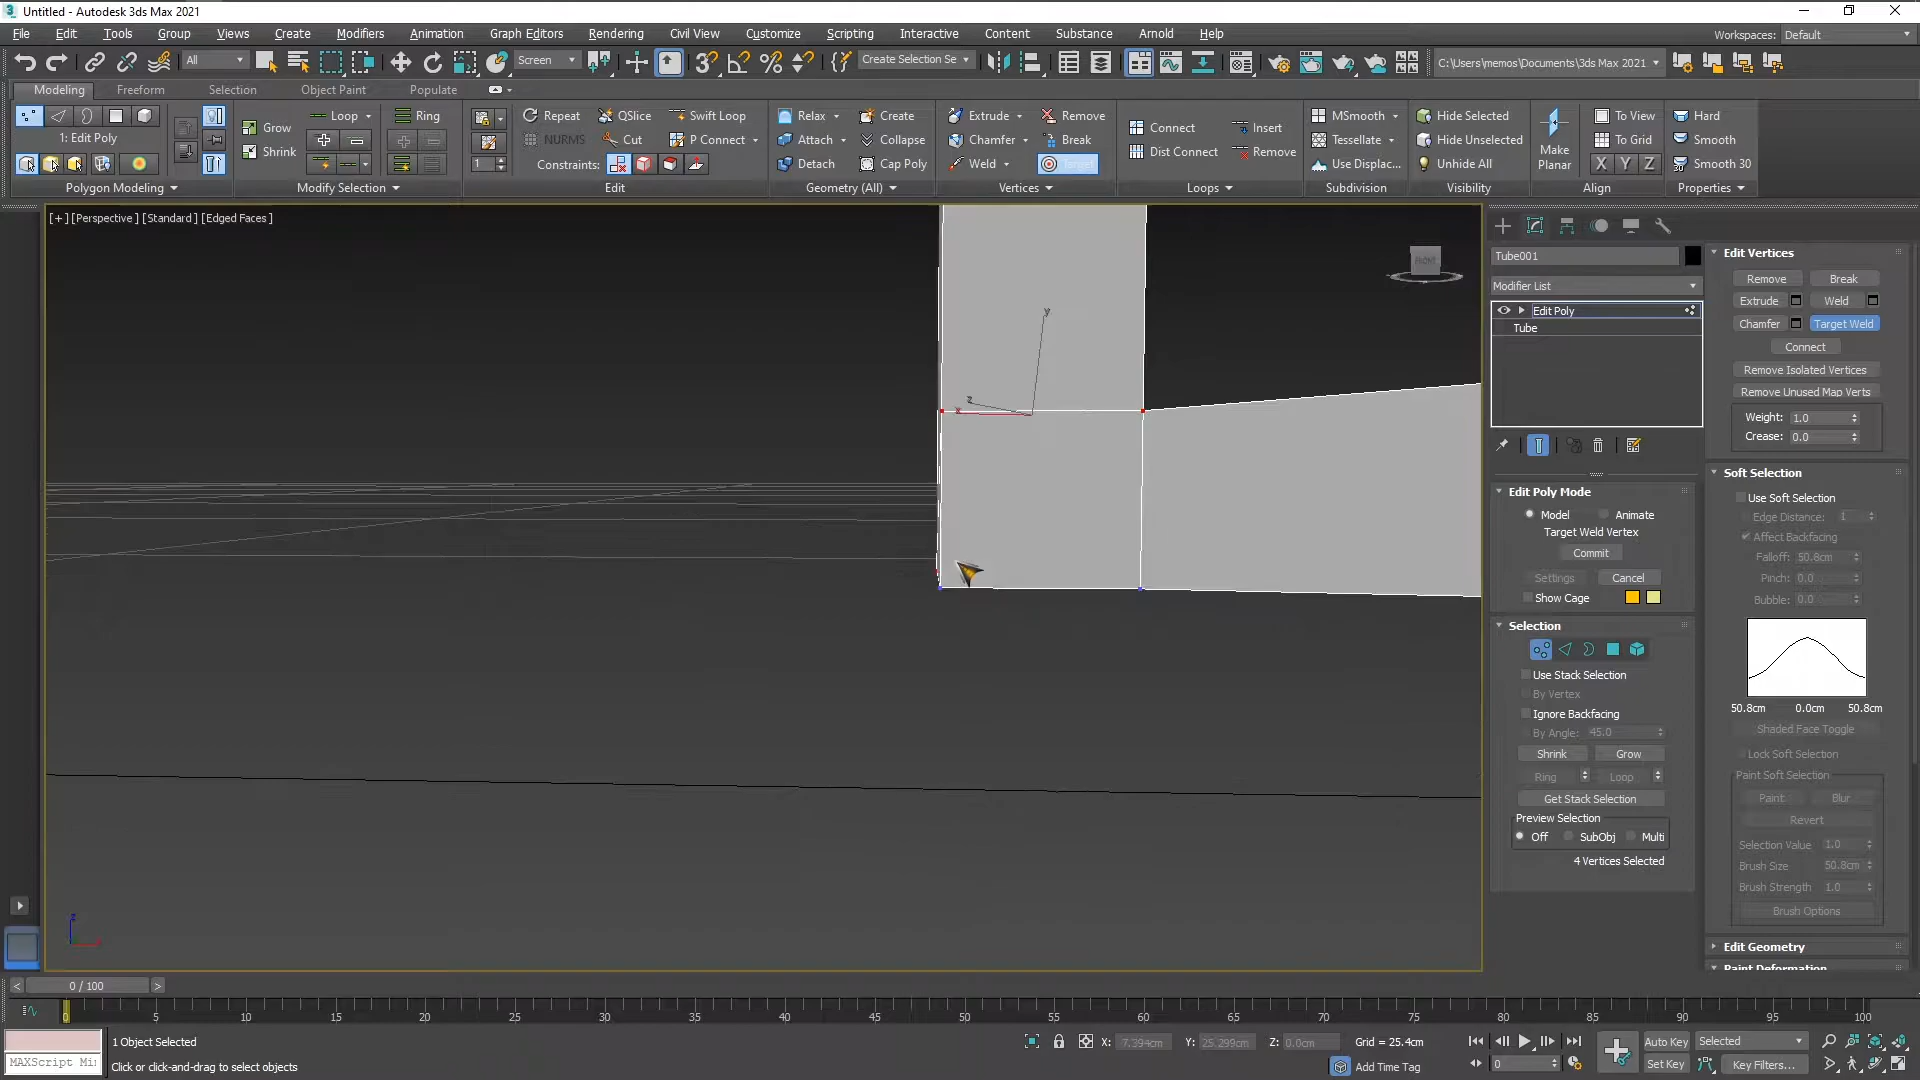 Untitled - Autodesk 3ds Max 2021
File Edit Tools Group Views Create Modifiers Animation Graph Editors Rendering Civil View Customize Scripting Interactive Content Substance Arnold Help Workspaces: Default
All Screen Create Selection Se C:\Users\memos\Documents\3ds Max 2021
Modeling Freeform Selection Object Paint Populate
1: Edit Poly
Polygon Modeling
Grow Loop Ring
Shrink
Modify Selection
Repeat QSlice Swift Loop
NURMS Cut P Connect
1 Constraints:
Edit
Relax Create
Attach Collapse
Detach Cap Poly
Geometry (All)
Extrude Remove
Chamfer Break
Weld Target
Vertices
Connect Insert
Dist Connect Remove
Loops
MSmooth
Tessellate
Use Displac...
Subdivision
Hide Selected
Hide Unselected
Unhide All
Visibility
Make Planar
To View
To Grid
X Y Z
Align
Hard
Smooth
Smooth 30
Properties
[+] [Perspective] [Standard] [Edged Faces]
FRONT
y
z
x
z
Tube001
Modifier List
Edit Poly
Tube
Edit Poly Mode
Model Animate
Target Weld Vertex
Commit
Settings Cancel
Show Cage
Selection
Use Stack Selection
By Vertex
Ignore Backfacing
By Angle: 45.0
Shrink Grow
Ring Loop
Get Stack Selection
Preview Selection
Off SubObj Multi
4 Vertices Selected
Edit Vertices
Remove Break
Extrude Weld
Chamfer Target Weld
Connect
Remove Isolated Vertices
Remove Unused Map Verts
Weight: 1.0
Crease: 0.0
Soft Selection
Use Soft Selection
Edge Distance: 1
Affect Backfacing
Falloff: 50.8cm
Pinch: 0.0
Bubble: 0.0
50.8cm 0.0cm 50.8cm
Shaded Face Toggle
Lock Soft Selection
Paint Soft Selection
Paint Blur
Revert
Selection Value 1.0
Brush Size 50.8cm
Brush Strength 1.0
Brush Options
Edit Geometry
Paint Deformation
< 0 / 100 >
0 5 10 15 20 25 30 35 40 45 50 55 60 65 70 75 80 85 90 95 100
1 Object Selected X: -7.394cm Y: 25.299cm Z: 0.0cm Grid = 25.4cm Auto Key Selected
MAXScript Mi Click or click-and-drag to select objects Add Time Tag 0 Set Key Key Filters...